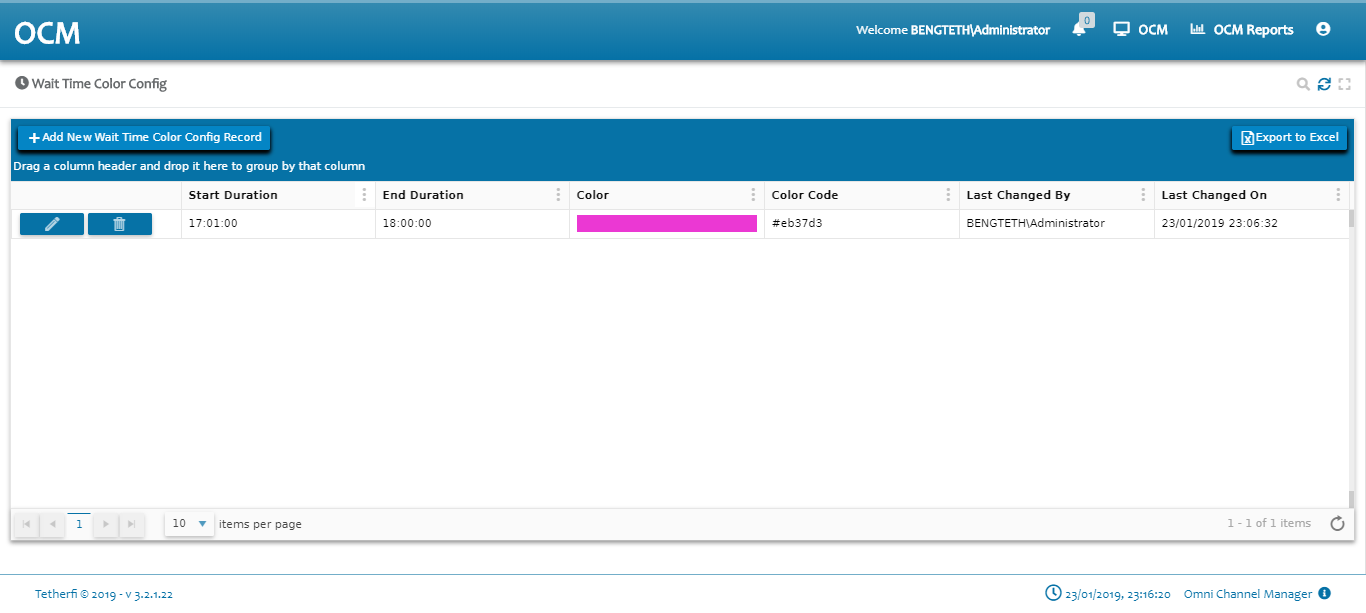 OCM
Welcome BENGTETH\Administrator 0 OCM OCM Reports
Wait Time Color Config
+ Add New Wait Time Color Config Record Export to Excel
Drag a column header and drop it here to group by that column
Start Duration End Duration Color Color Code Last Changed By Last Changed On
17:01:00 18:00:00 #eb37d3 BENGTETH\Administrator 23/01/2019 23:06:32
1 10 items per page 1 - 1 of 1 items
Tetherfi © 2019 - v 3.2.1.22 23/01/2019, 23:16:20 Omni Channel Manager